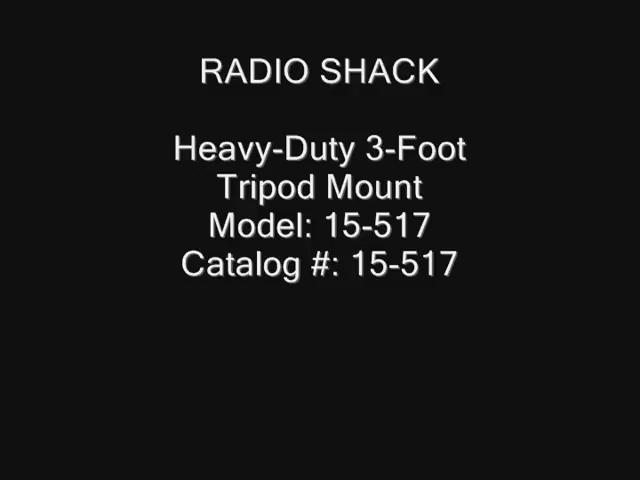 RADIO SHACK
Heavy-Duty 3-Foot
Tripod Mount
Model: 15-517
Catalog #: 15-517